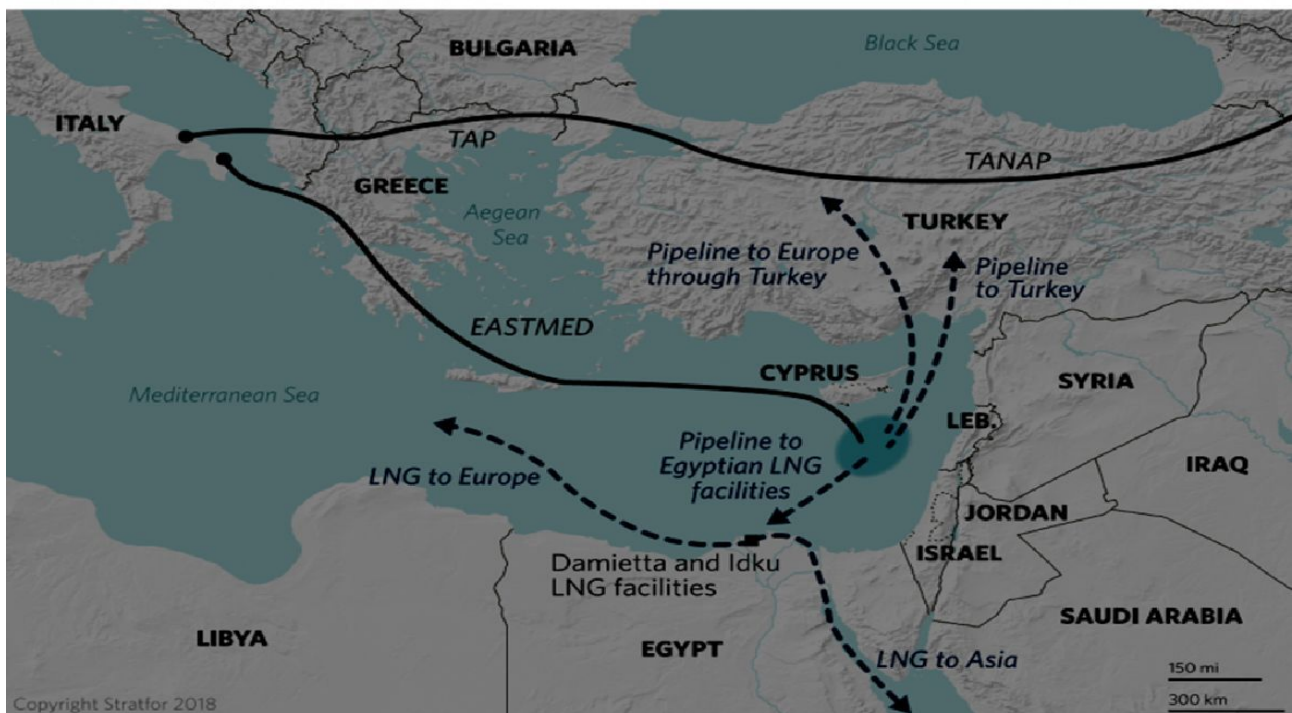 BULGARIA
Black Sea
ITALY
TAP
TANAP
GREECE
Aegean
Sea
TURKEY
Pipeline to Europe
through Turkey
Pipeline
to Turkey
EASTMED
CYPRUS
SYRIA
Mediterranean Sea
LEB.
Pipeline to
Egyptian LNG
facilities
LNG to Europe
IRAQ
JORDAN
ISRAEL
Damietta and Idku
LNG facilities
SAUDI ARABIA
LIBYA
EGYPT
LNG to Asia
150 mi
300 km
Copyright Stratfor 2018